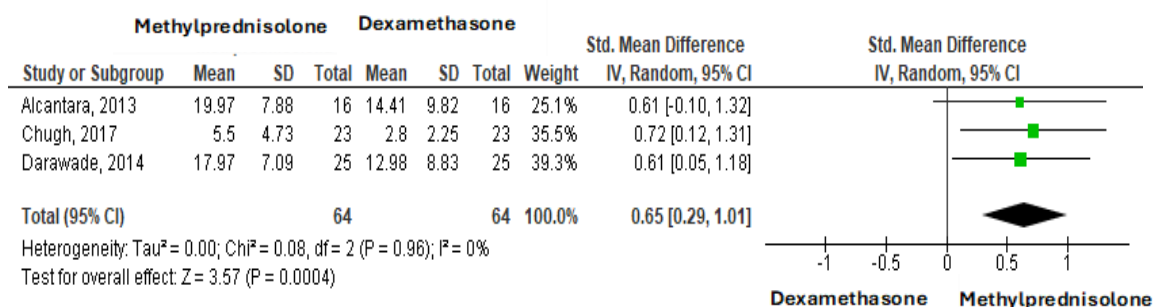 Methylprednisolone Dexamethasone
Std. Mean Difference Std. Mean Difference
Study or Subgroup Mean SD Total Mean SD Total Weight IV, Random, 95% CI IV, Random, 95% CI
Alcantara, 2013 19.97 7.88 16 14.41 9.82 16 25.1% 0.61 [-0.10, 1.32]
Chugh, 2017 5.5 4.73 23 2.8 2.25 23 35.5% 0.72 [0.12, 1.31]
Darawade, 2014 17.97 7.09 25 12.98 8.83 25 39.3% 0.61 [0.05, 1.18]
Total (95% CI) 64 64 100.0% 0.65 [0.29, 1.01]
Heterogeneity: Tau² = 0.00; Chi² = 0.08, df = 2 (P = 0.96); I² = 0%
Test for overall effect: Z = 3.57 (P = 0.0004)
-1 -0.5 0 0.5 1
Dexamethasone Methylprednisolone